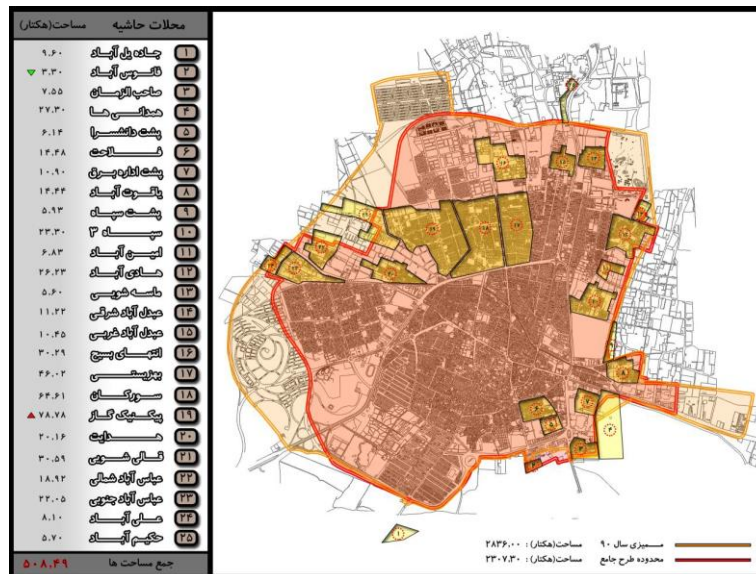 محلات حاشیه مساحت(هکتار)
۱ جاده پل آباد ۹.۶۰
۲ فانوس آباد ۳.۳۰
۳ صاحب الزمان ۷.۵۵
۴ همدانی ها ۲۷.۳۰
۵ پشت دانشسرا ۶.۱۴
۶ فلاحت ۱۴.۴۸
۷ پشت اداره برق ۱۰.۹۰
۸ یاقوت آباد ۱۴.۴۴
۹ پشت سپاه ۵.۹۳
۱۰ سپاه ۳ ۲۳.۳۰
۱۱ امین آباد ۶.۸۳
۱۲ هادی آباد ۲۶.۲۳
۱۳ ماسه شویی ۵.۶۰
۱۴ عبدل آباد شرقی ۱۱.۲۲
۱۵ عبدل آباد غربی ۱۰.۴۵
۱۶ انتهای بسیج ۳۰.۲۹
۱۷ بهزیستی ۴۶.۰۲
۱۸ سورکان ۶۴.۶۱
۱۹ پیکنیک گاز ۷۸.۷۸
۲۰ هدایت ۲۰.۱۶
۲۱ قالی شویی ۳۰.۵۹
۲۲ عباس آباد شمالی ۱۸.۹۲
۲۳ عباس آباد جنوبی ۲۲.۰۵
۲۴ علی آباد ۸.۱۰
۲۵ حکیم آباد ۵.۷۰
جمع مساحت ها ۵۰۸.۴۹
ممیزی سال ۹۰ مساحت(هکتار) : ۲۸۳۶.۰۰
محدوده طرح جامع مساحت(هکتار) : ۲۳۰۷.۳۰